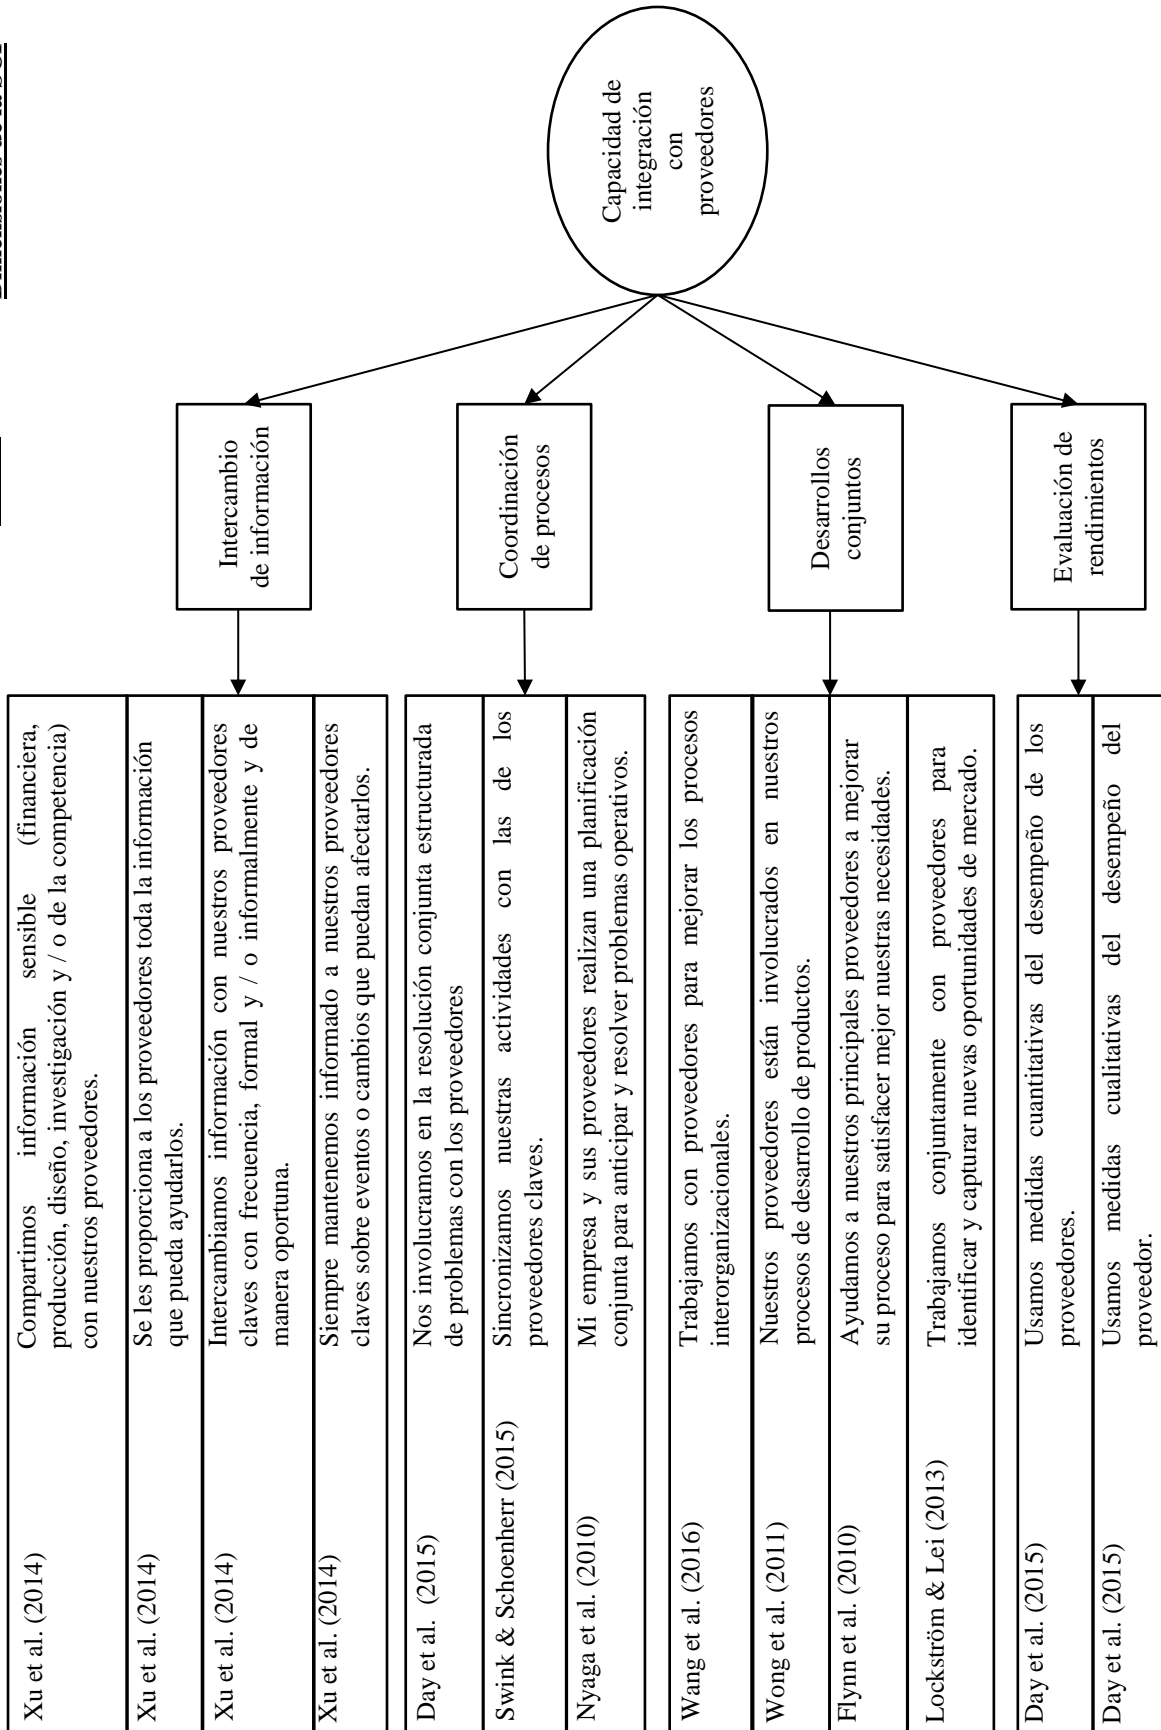 Capacidad de
integración
con
proveedores
Intercambio
de información
Coordinación
de procesos
Desarrollos
conjuntos
Evaluación de
rendimientos
Xu et al. (2014)
Compartimos información sensible (financiera,
producción, diseño, investigación y / o de la competencia)
con nuestros proveedores.
Xu et al. (2014)
Se les proporciona a los proveedores toda la información
que pueda ayudarlos.
Xu et al. (2014)
Intercambiamos información con nuestros proveedores
claves con frecuencia, formal y / o informalmente y de
manera oportuna.
Xu et al. (2014)
Siempre mantenemos informado a nuestros proveedores
claves sobre eventos o cambios que puedan afectarlos.
Day et al. (2015)
Nos involucramos en la resolución conjunta estructurada
de problemas con los proveedores
Swink & Schoenherr (2015)
Sincronizamos nuestras actividades con las de los
proveedores claves.
Nyaga et al. (2010)
Mi empresa y sus proveedores realizan una planificación
conjunta para anticipar y resolver problemas operativos.
Wang et al. (2016)
Trabajamos con proveedores para mejorar los procesos
interorganizacionales.
Wong et al. (2011)
Nuestros proveedores están involucrados en nuestros
procesos de desarrollo de productos.
Flynn et al. (2010)
Ayudamos a nuestros principales proveedores a mejorar
su proceso para satisfacer mejor nuestras necesidades.
Lockström & Lei (2013)
Trabajamos conjuntamente con proveedores para
identificar y capturar nuevas oportunidades de mercado.
Day et al. (2015)
Usamos medidas cuantitativas del desempeño de los
proveedores.
Day et al. (2015)
Usamos medidas cualitativas del desempeño del
proveedor.